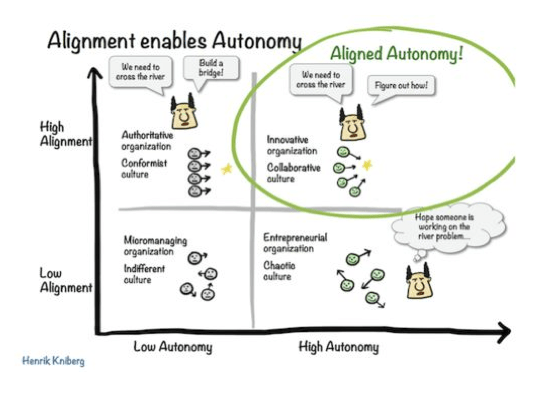 Alignment enables Autonomy
Aligned Autonomy!
We need to
cross the river
Build a
bridge!
We need to
cross the river
Figure out how!
High
Alignment
Authoritative
organization
Conformist
culture
Innovative
organization
Collaborative
culture
Hope someone is
working on the
river problem...
Low
Alignment
Micromanaging
organization
Indifferent
culture
Entrepreneurial
organization
Chaotic
culture
Low Autonomy
High Autonomy
Henrik Kniberg